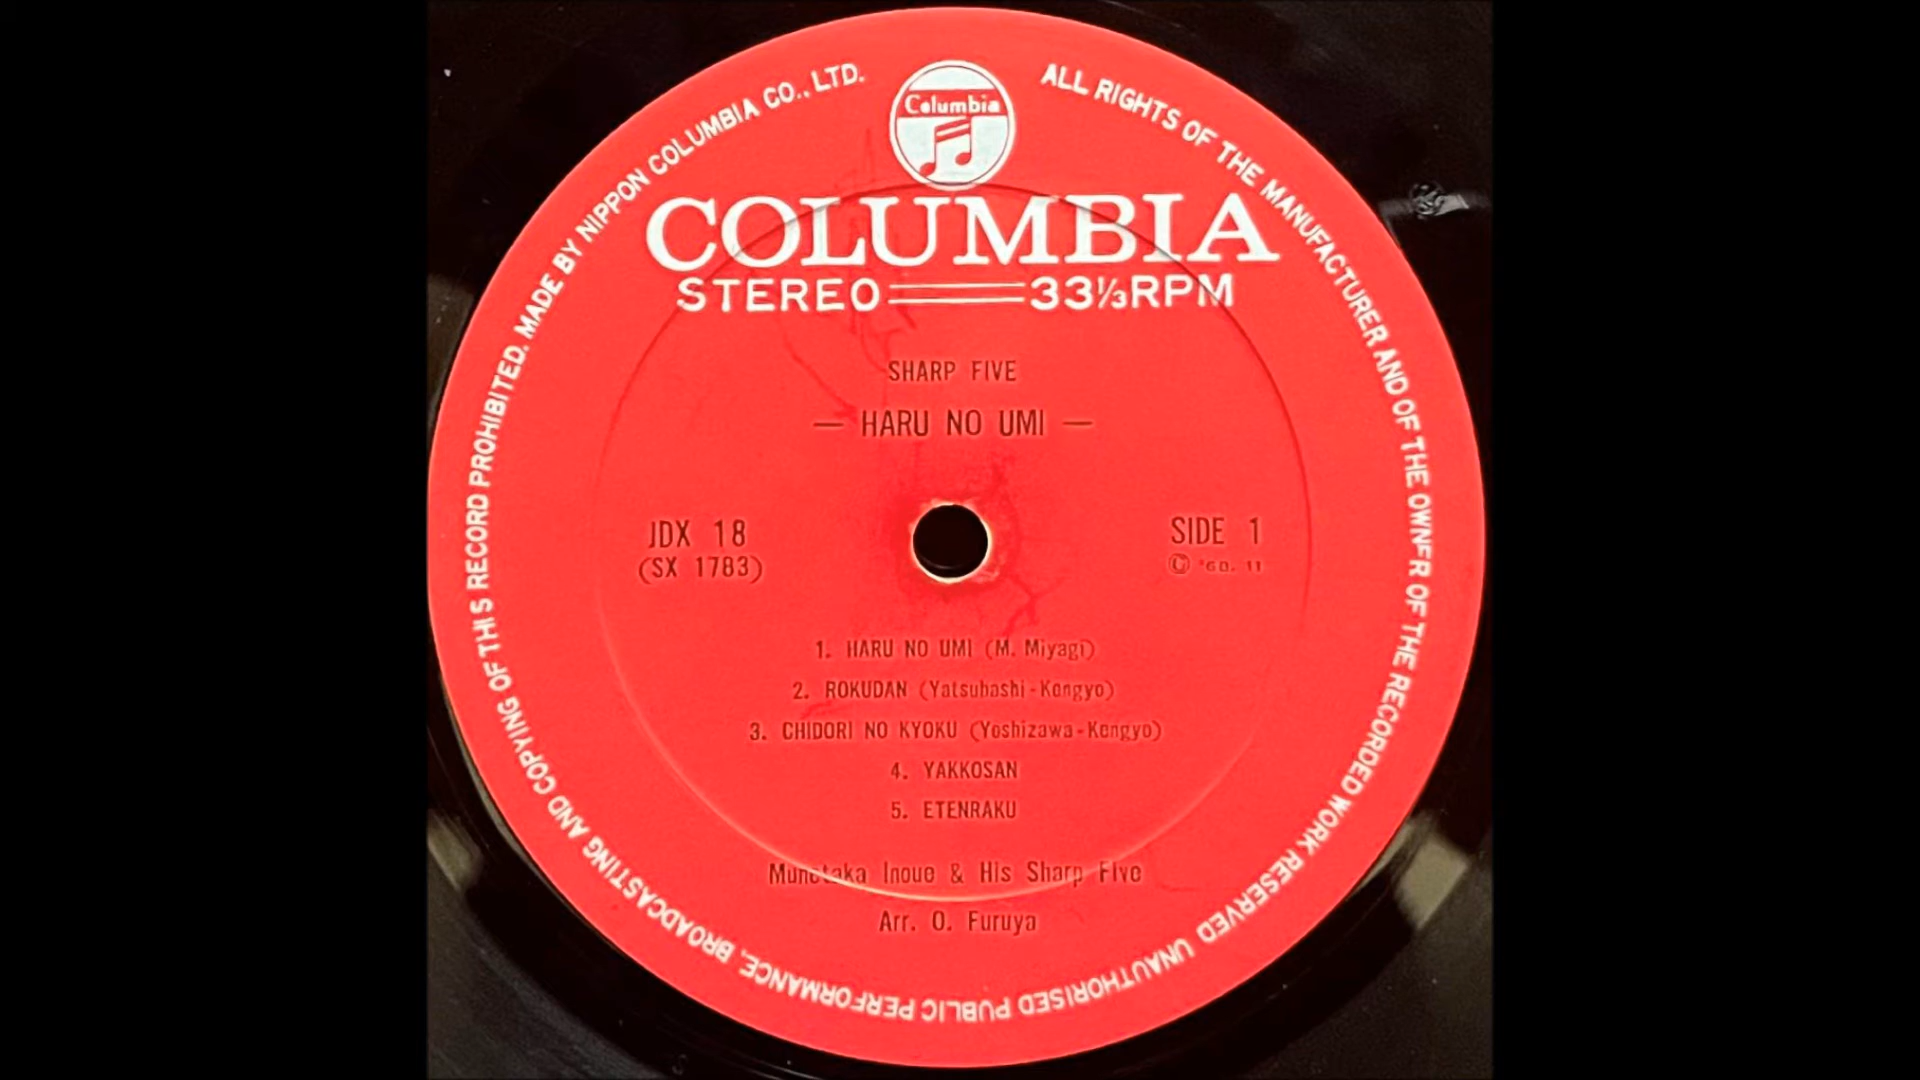 MADE BY NIPPON COLUMBIA CO., LTD.
ALL RIGHTS OF THE MANUFACTURER AND OF THE OWNER OF THE RECORDED WORK RESERVED UNAUTHORISED PUBLIC PERFORMANCE, BROADCASTING AND COPYING OF THIS RECORD PROHIBITED.
Columbia
COLUMBIA
STEREO 33⅓RPM
SHARP FIVE
— HARU NO UMI —
JDX 18
SIDE 1
(SX 1783)
1. HARU NO UMI (M. Miyagi)
2. ROKUDAN (Yatsuhashi-Kengyo)
3. CHIDORI NO KYOKU (Yoshizawa-Kengyo)
4. YAKKOSAN
5. ETENRAKU
Munetaka Inoue & His Sharp Five
Arr. O. Furuya